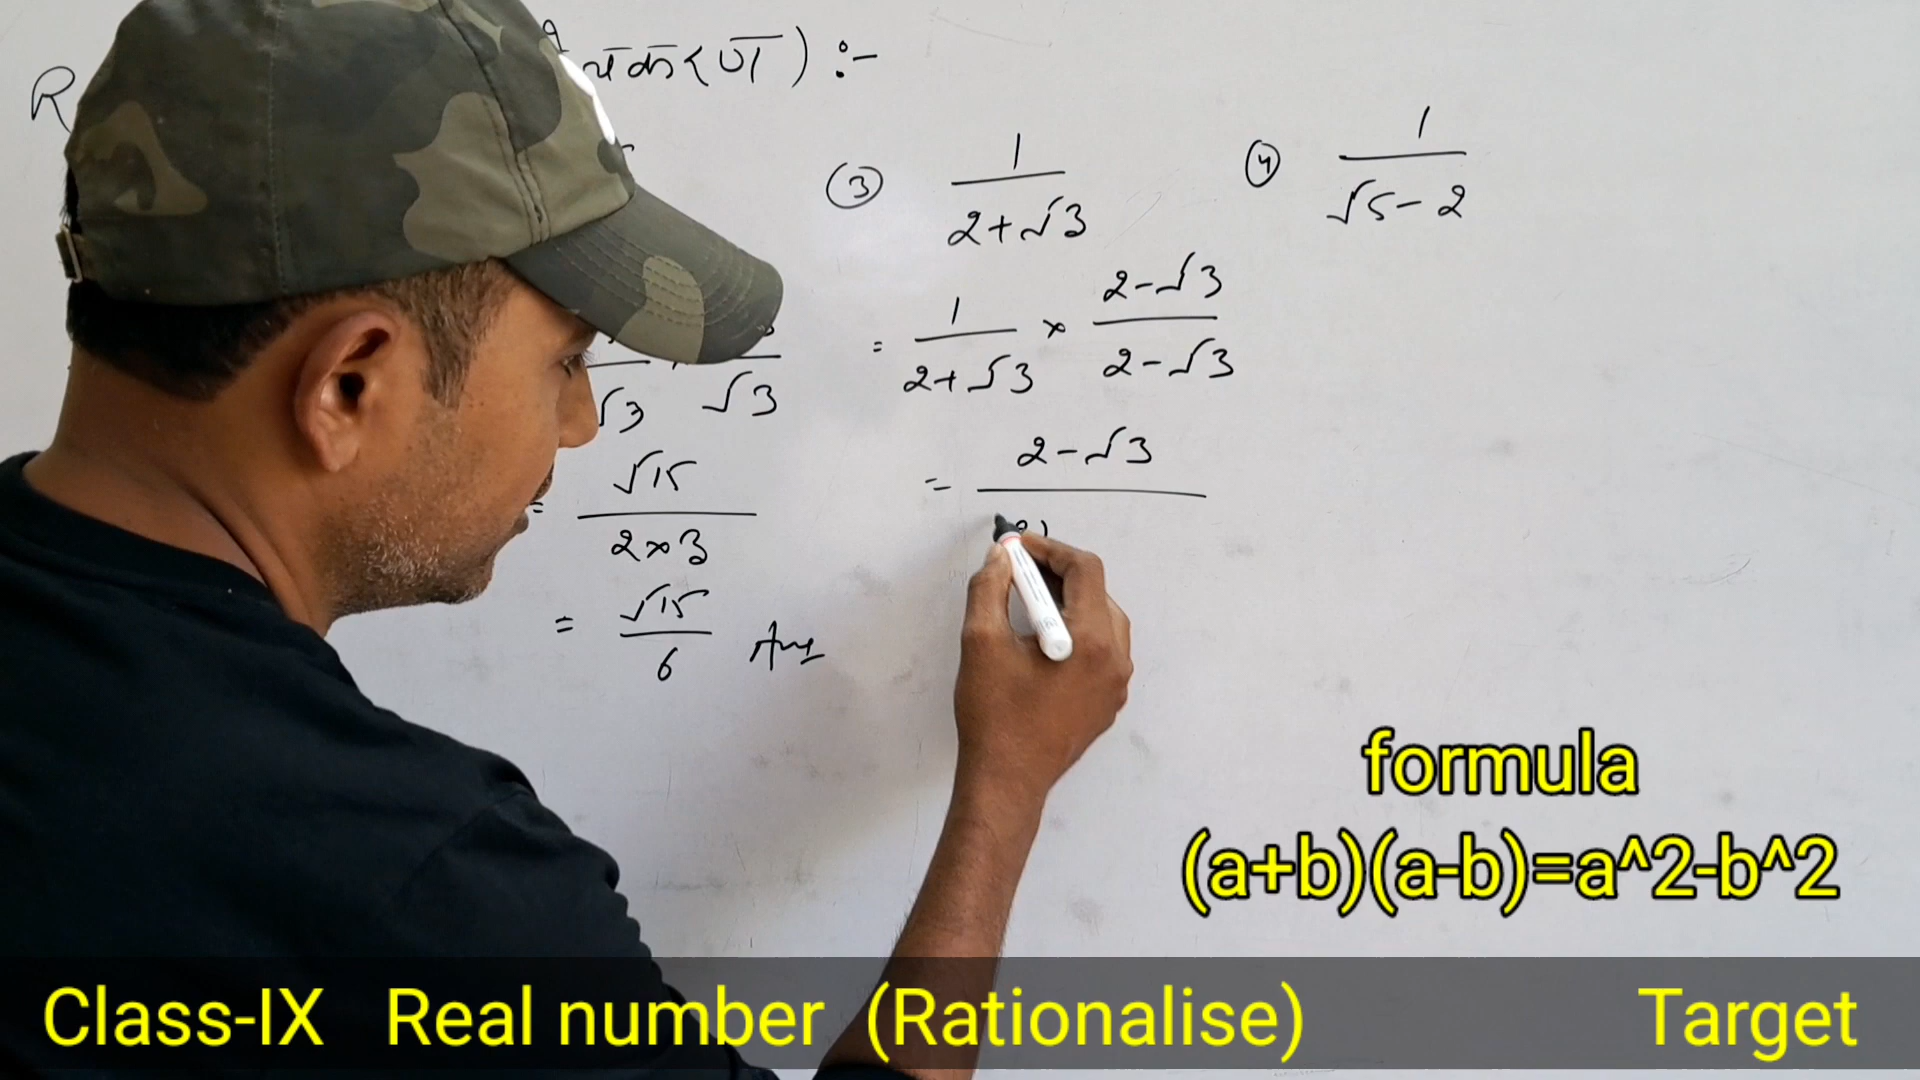 ③ 1/(2+√3)
④ 1/(√5-2)
= 1/(2+√3) × (2-√3)/(2-√3)
√3 √3
= √15/(2×3)
= √15/6 Ans
= 2-√3
formula
(a+b)(a-b)=a^2-b^2
Class-IX Real number (Rationalise) Target